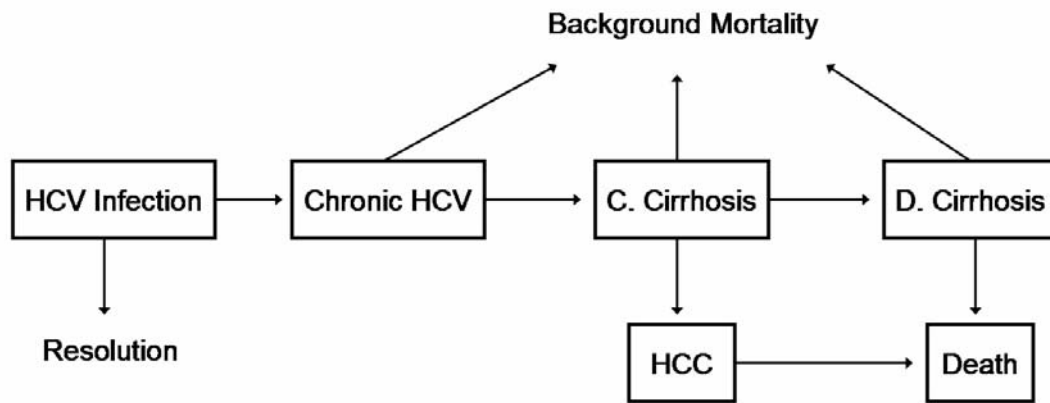 Background Mortality
HCV Infection
Chronic HCV
C. Cirrhosis
D. Cirrhosis
Resolution
HCC
Death